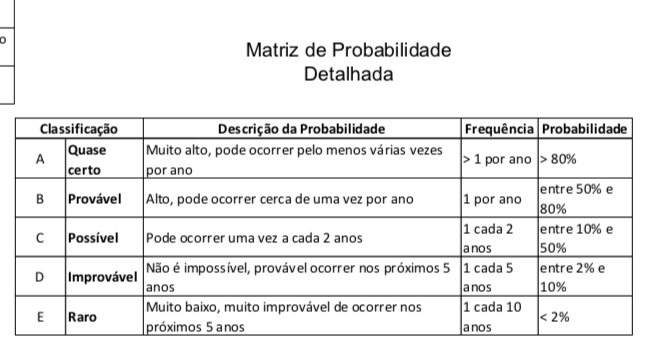 o
Matriz de Probabilidade
Detalhada
Classificação Descrição da Probabilidade Frequência Probabilidade
A Quase certo Muito alto, pode ocorrer pelo menos várias vezes por ano > 1 por ano > 80%
B Provável Alto, pode ocorrer cerca de uma vez por ano 1 por ano entre 50% e 80%
C Possível Pode ocorrer uma vez a cada 2 anos 1 cada 2 anos entre 10% e 50%
D Improvável Não é impossível, provável ocorrer nos próximos 5 anos 1 cada 5 anos entre 2% e 10%
E Raro Muito baixo, muito improvável de ocorrer nos próximos 5 anos 1 cada 10 anos < 2%